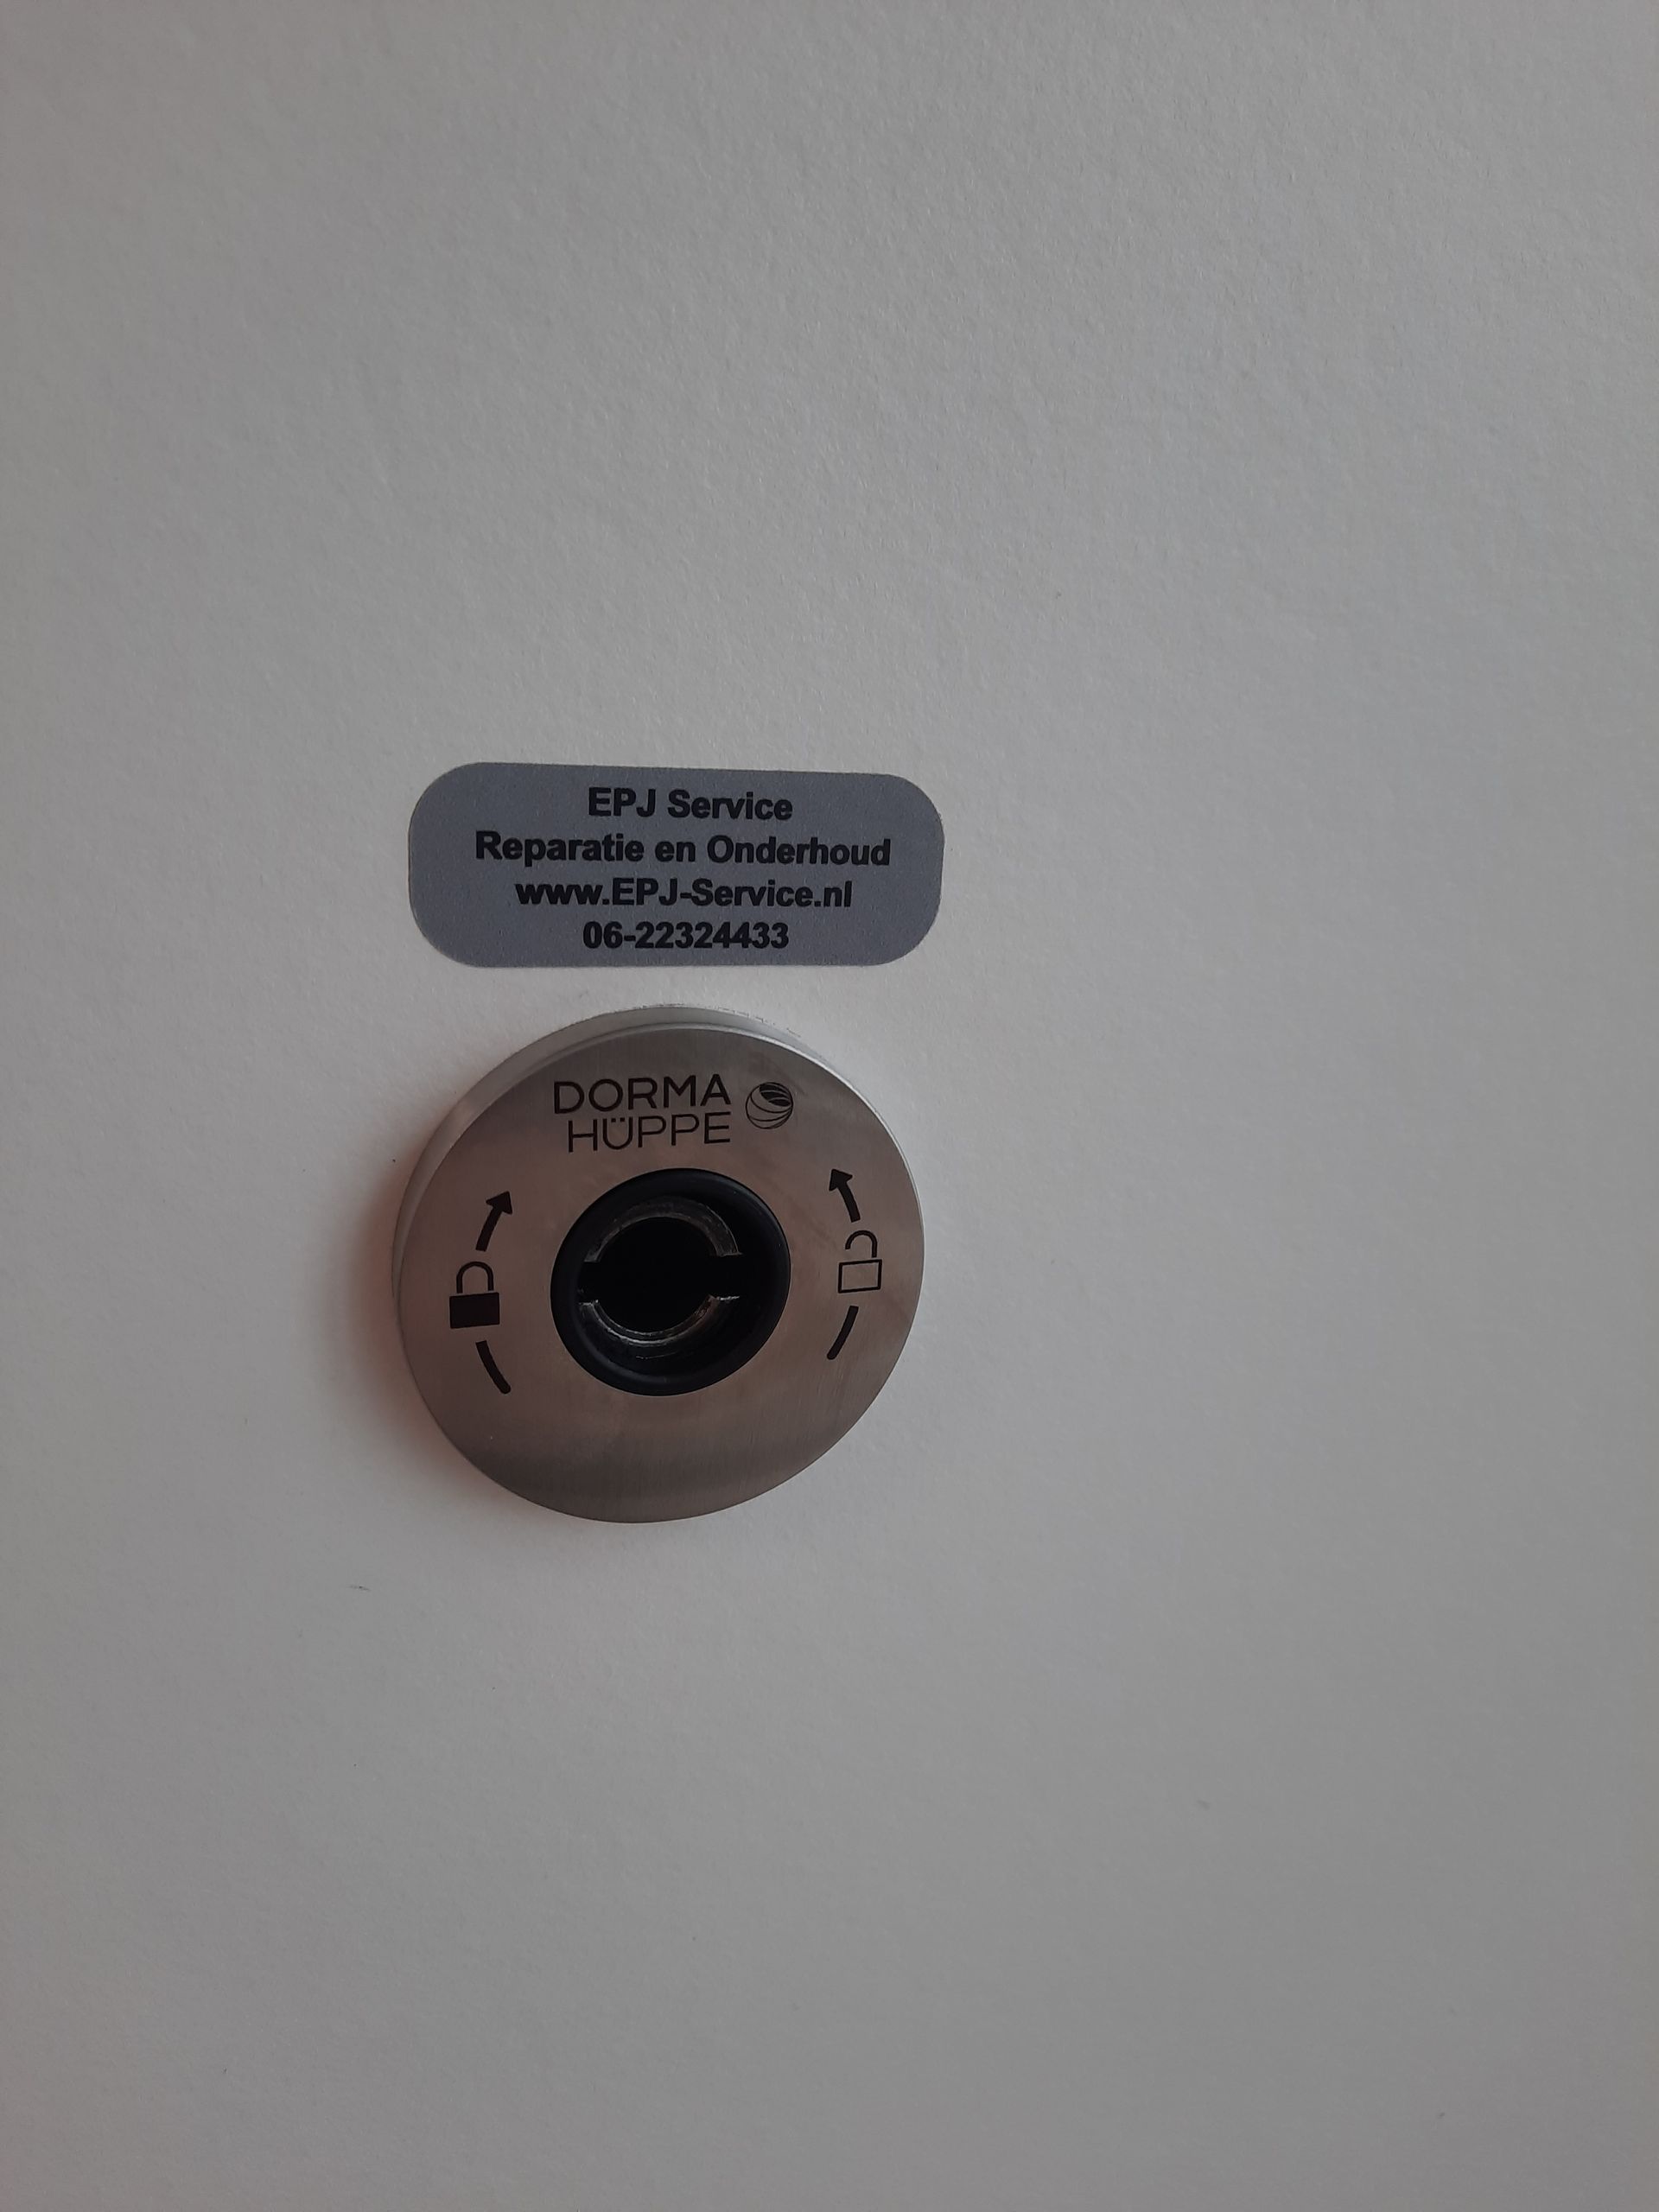 EPJ Service
Reparatie en Onderhoud
www.EPJ-Service.nl
06-22324433
DORMA
HÜPPE